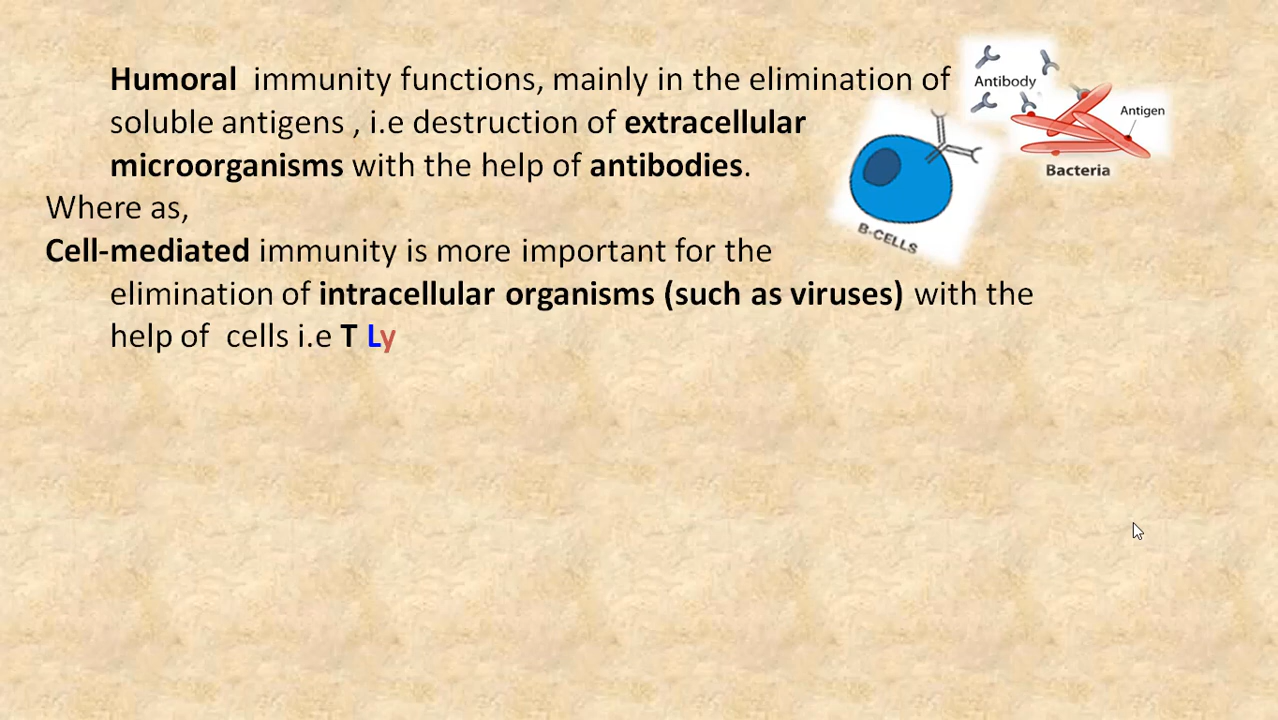 Humoral immunity functions, mainly in the elimination of
soluble antigens , i.e destruction of extracellular
microorganisms with the help of antibodies.
Where as,
Cell-mediated immunity is more important for the
elimination of intracellular organisms (such as viruses) with the
help of cells i.e T Ly
Antibody
Antigen
Bacteria
B-CELLS